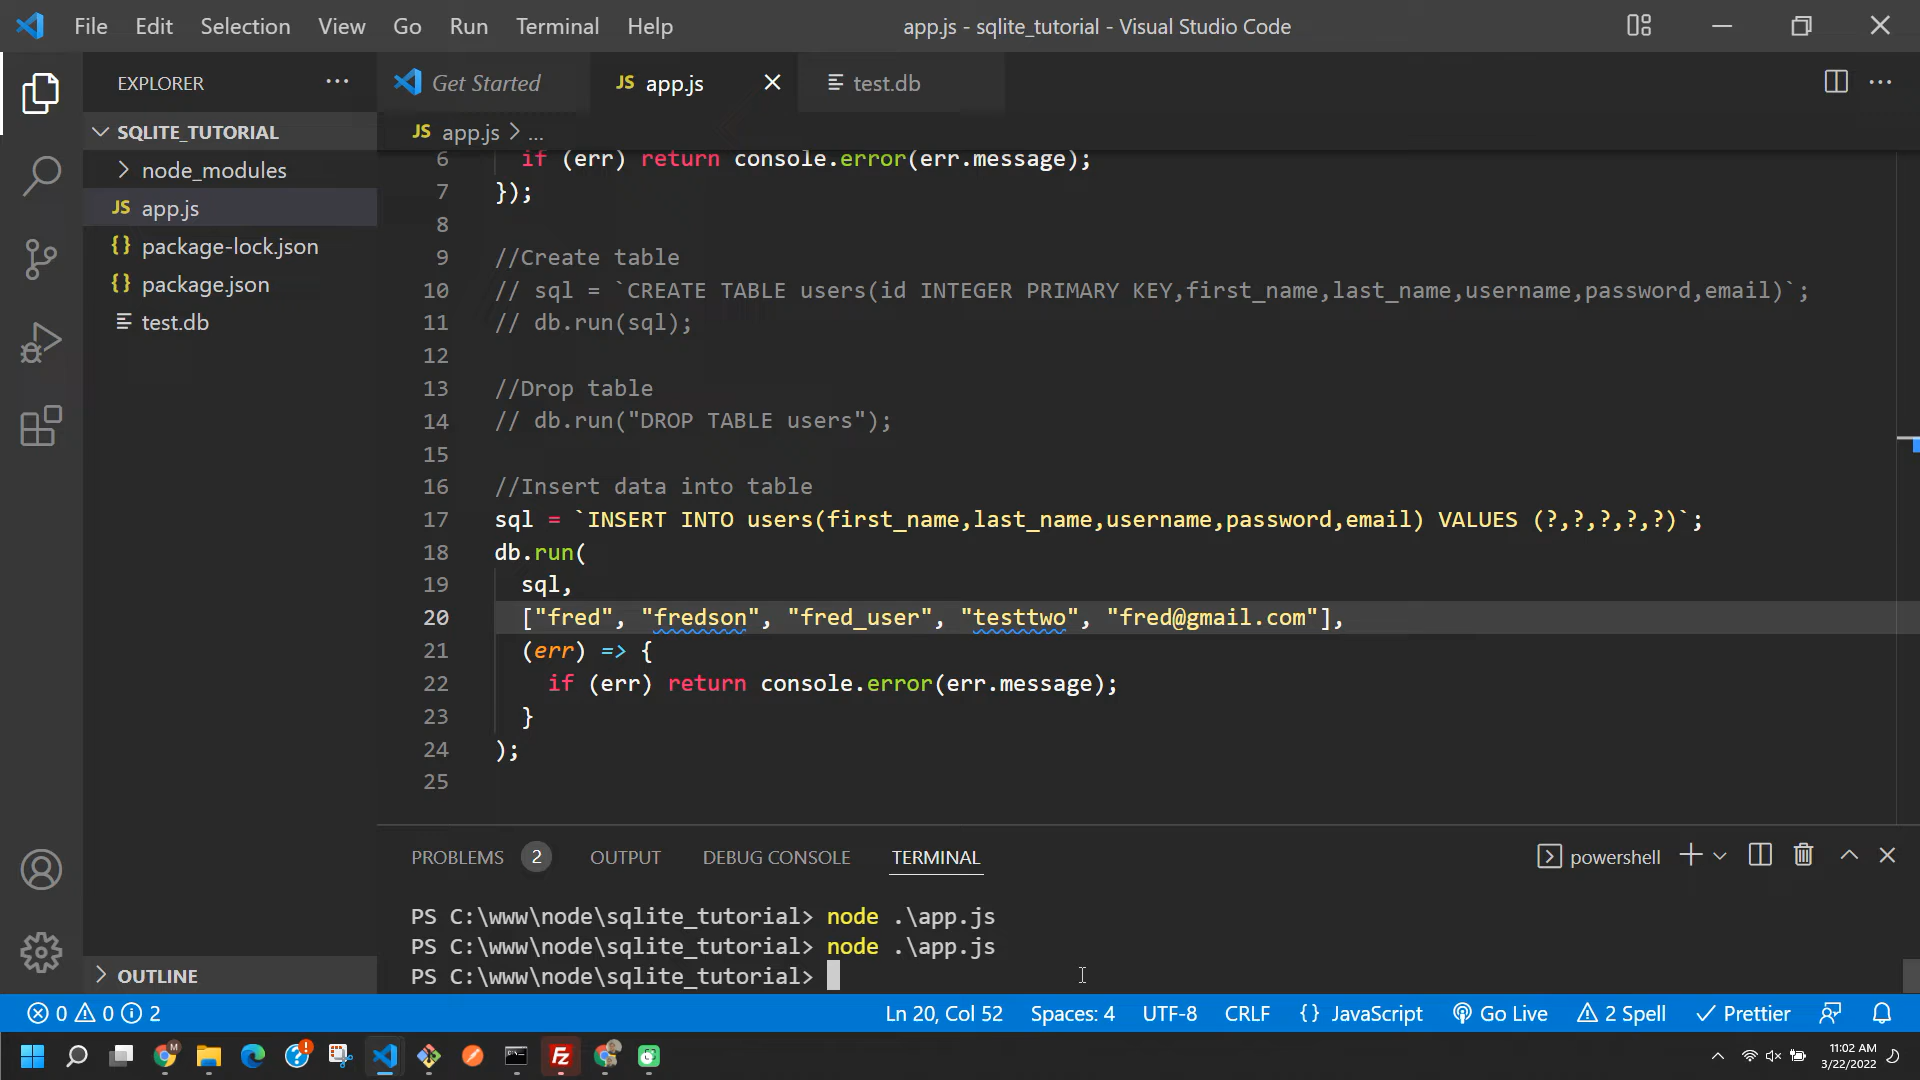 File Edit Selection View Go Run Terminal Help app.js - sqlite_tutorial - Visual Studio Code
EXPLORER
Get Started JS app.js test.db
SQLITE_TUTORIAL
node_modules
JS app.js
{} package-lock.json
{} package.json
test.db
OUTLINE
JS app.js > ...
6 if (err) return console.error(err.message);
7 });
8
9 //Create table
10 // sql = `CREATE TABLE users(id INTEGER PRIMARY KEY,first_name,last_name,username,password,email)`;
11 // db.run(sql);
12
13 //Drop table
14 // db.run("DROP TABLE users");
15
16 //Insert data into table
17 sql = `INSERT INTO users(first_name,last_name,username,password,email) VALUES (?,?,?,?,?)`;
18 db.run(
19 sql,
20 ["fred", "fredson", "fred_user", "testtwo", "fred@gmail.com"],
21 (err) => {
22 if (err) return console.error(err.message);
23 }
24 );
25
PROBLEMS 2 OUTPUT DEBUG CONSOLE TERMINAL powershell
PS C:\www\node\sqlite_tutorial> node .\app.js
PS C:\www\node\sqlite_tutorial> node .\app.js
PS C:\www\node\sqlite_tutorial>
0 0 2 Ln 20, Col 52 Spaces: 4 UTF-8 CRLF {} JavaScript Go Live 2 Spell Prettier
11:02 AM
3/22/2022